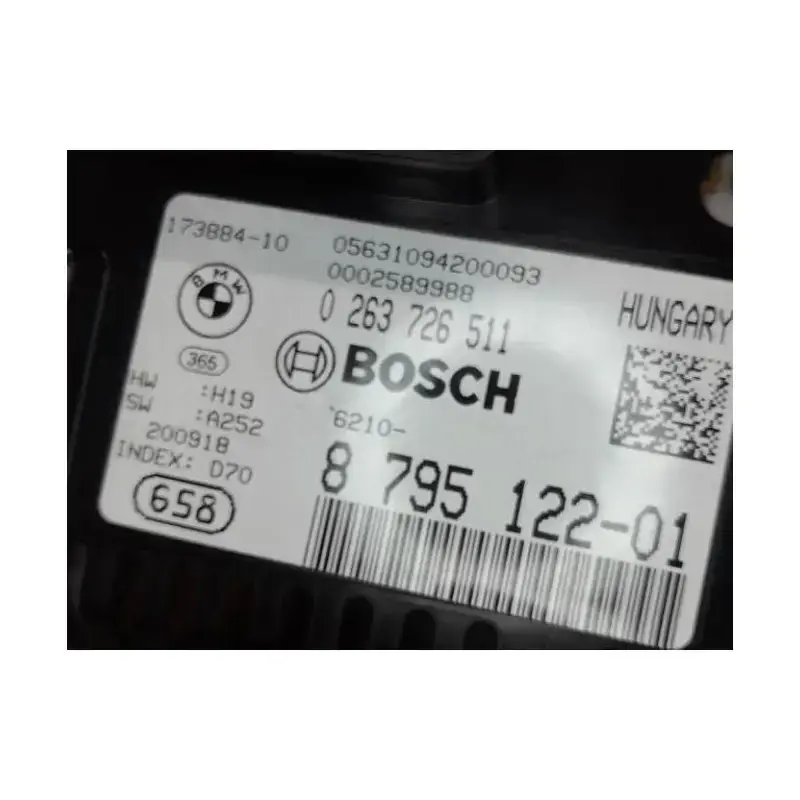 173884-10
05631094200093
0002589988
0 263 726 511
HUNGARY
BMW
BOSCH
365
HW :H19
SW :A252
200918
INDEX: D70
658
6210-
8 795 122-01